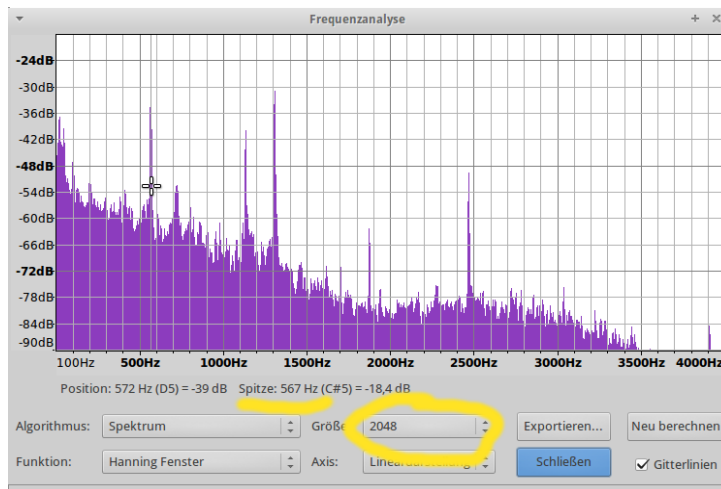 Frequenzanalyse
-24dB
-30dB
-36dB
-42dB
-48dB
-54dB
-60dB
-66dB
-72dB
-78dB
-84dB
-90dB
100Hz 500Hz 1000Hz 1500Hz 2000Hz 2500Hz 3000Hz 3500Hz 4000Hz
Position: 572 Hz (D5) = -39 dB Spitze: 567 Hz (C#5) = -18,4 dB
Algorithmus: Spektrum Größe 2048 Exportieren... Neu berechnen
Funktion: Hanning Fenster Axis: Lineardarstellung Schließen Gitterlinien